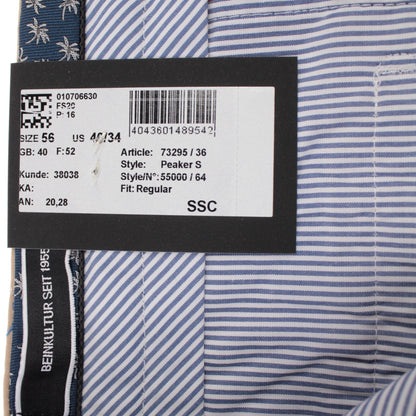 010706630
FS20
P: 16
4043601489542
SIZE 56 US 40/34
GB: 40 F: 52
Article: 73295 / 36
Style: Peaker S
Kunde: 38038
Style/N°: 55000 / 64
KA:
Fit: Regular
AN: 20,28
SSC
BEINKULTUR SEIT 1955